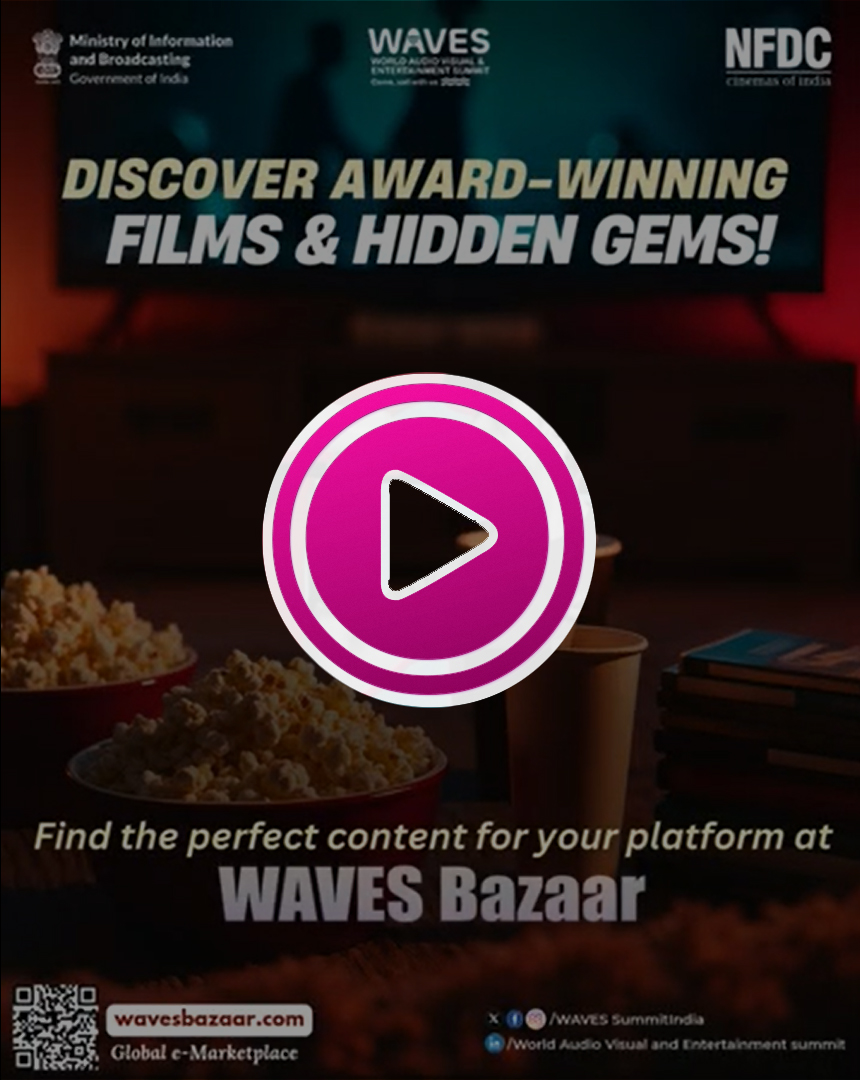 Ministry of Information
and Broadcasting
Government of India
WAVES
WORLD AUDIO VISUAL &
ENTERTAINMENT SUMMIT
NFDC
cinemas of india
DISCOVER AWARD-WINNING
FILMS & HIDDEN GEMS!
Find the perfect content for your platform at
WAVES Bazaar
wavesbazaar.com
Global e-Marketplace
/WAVES SummitIndia
/World Audio Visual and Entertainment summit